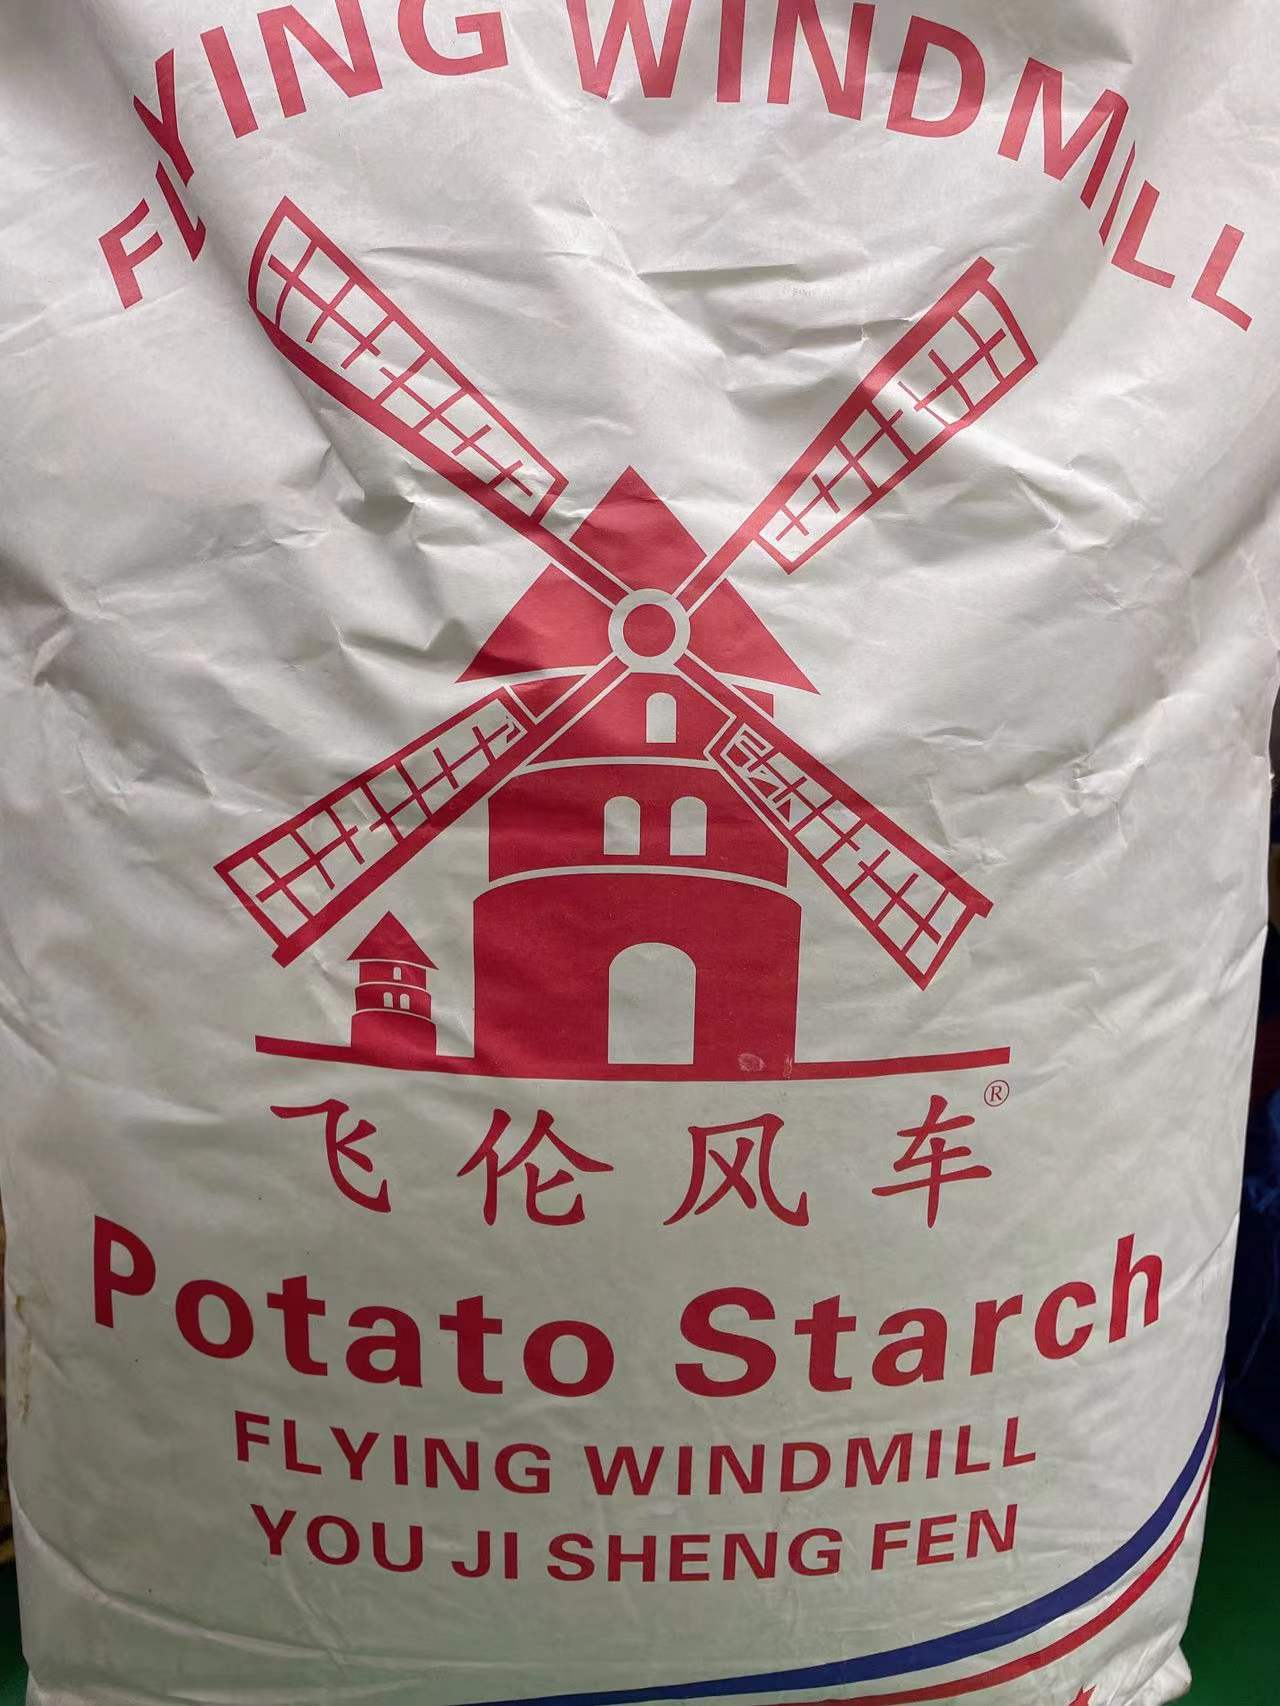 FLYING WINDMILL
®
飞伦风车
Potato Starch
FLYING WINDMILL
YOU JI SHENG FEN